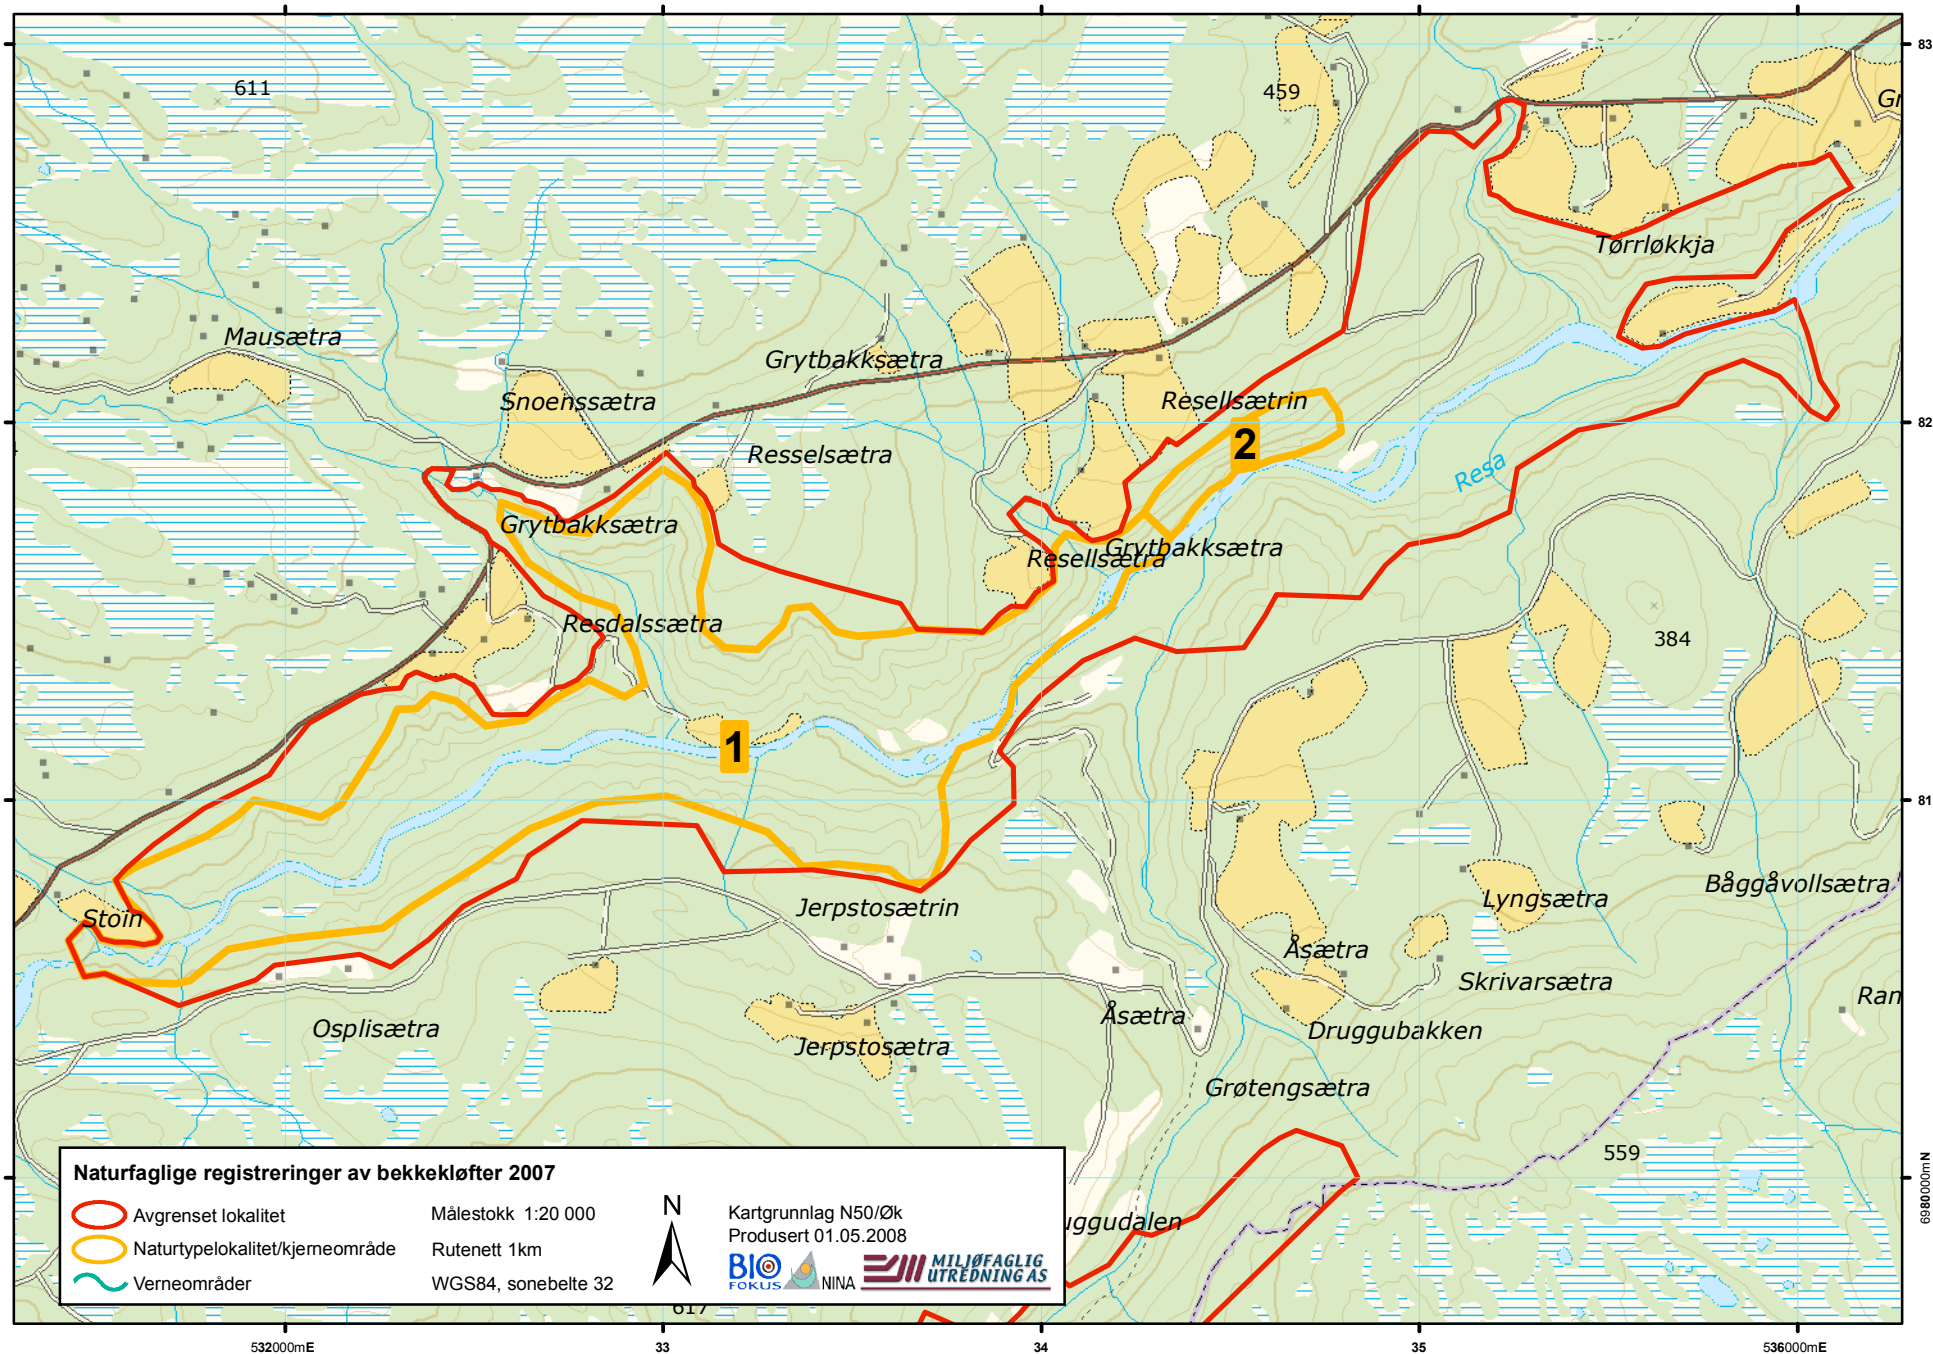 83
611
459
Gr
Tørrløkkja
Mausætra
Grytbakksætra
Snoenssætra
Resellsætrin
82
2
Resselsætra
Resa
Grytbakksætra
Grytbakksætra
Resellsætra
Resdalssætra
384
1
81
Båggåvollsætra
Lyngsætra
Jerpstosætrin
Stoin
Åsætra
Skrivarsætra
Ran
Åsætra
Osplisætra
Druggubakken
Jerpstosætra
Grøtengsætra
559
6980000mN
uggudalen
617
Naturfaglige registreringer av bekkekløfter 2007
Avgrenset lokalitet
Naturtypelokalitet/kjerneområde
Verneområder
Målestokk 1:20 000
Rutenett 1km
WGS84, sonebelte 32
N
Kartgrunnlag N50/Øk
Produsert 01.05.2008
BIO
FOKUS
NINA
MILJØFAGLIG
UTREDNING AS
532000mE
33
34
35
536000mE